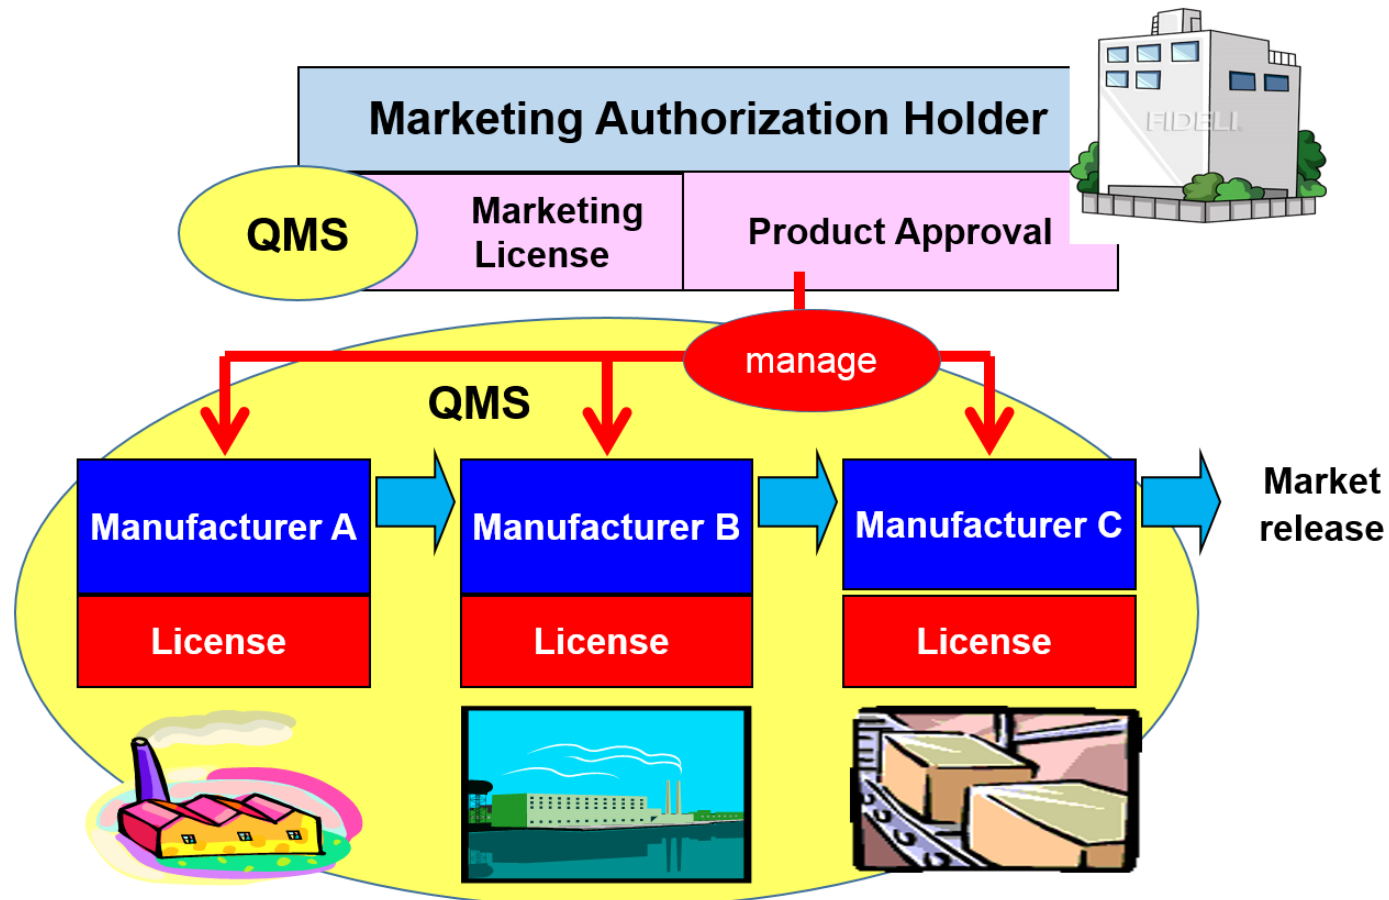 Marketing Authorization Holder
FIDELI
QMS
Marketing
License
Product Approval
manage
QMS
Manufacturer A
Manufacturer B
Manufacturer C
Market
release
License
License
License